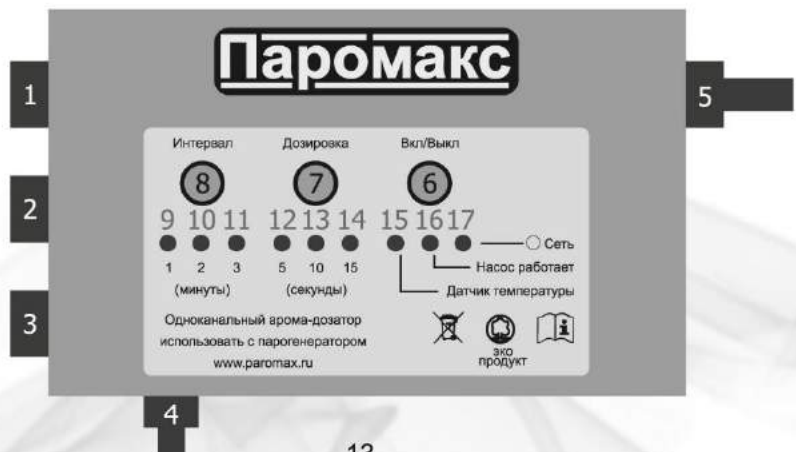 Паромакс
1
5
Интервал Дозировка Вкл/Выкл
8 7 6
2
9 10 11 12 13 14 15 16 17
Сеть
1 2 3 5 10 15
Насос работает
(минуты) (секунды)
Датчик температуры
3
Одноканальный арома-дозатор
использовать с парогенератором
www.paromax.ru
i
эко
продукт
4